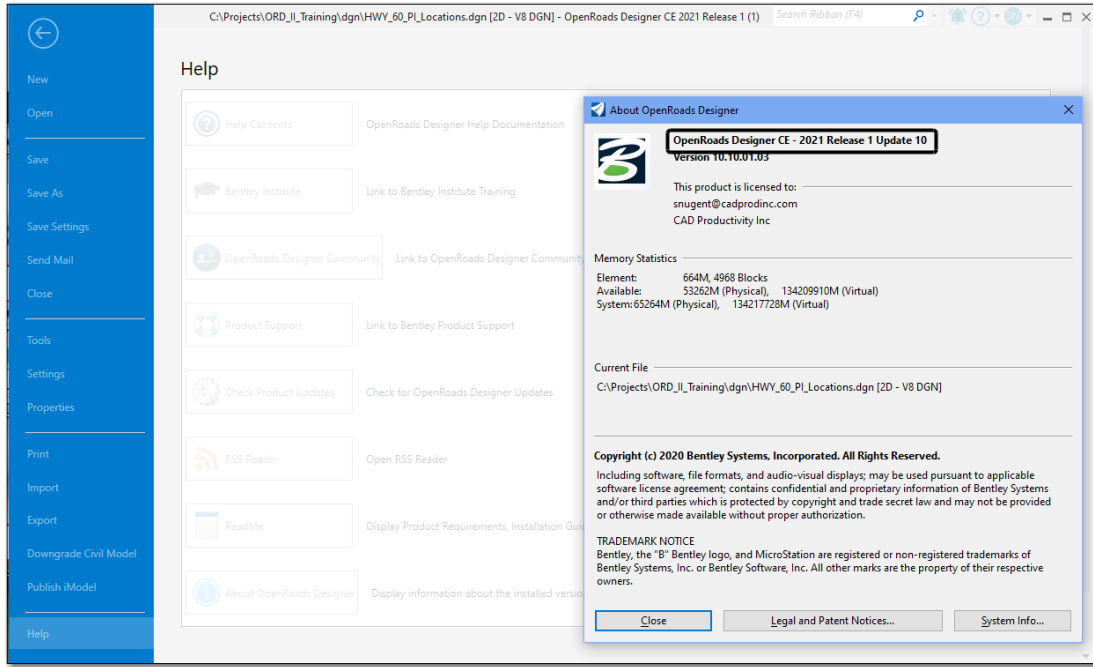 C:\Projects\ORD_II_Training\dgn\HWY_60_PI_Locations.dgn [2D - V8 DGN] - OpenRoads Designer CE 2021 Release 1 (1)
Search Ribbon (F4)
New
Open
Save
Save As
Save Settings
Send Mail
Close
Tools
Settings
Properties
Print
Import
Export
Downgrade Civil Model
Publish iModel
Help
Help
Help Contents
OpenRoads Designer Help Documentation
Bentley Institute
Link to Bentley Institute Training
OpenRoads Designer Community
Link to OpenRoads Designer Community
Product Support
Link to Bentley Product Support
Check Product Updates
Check for OpenRoads Designer Updates
RSS Reader
Open RSS Reader
ReadMe
Display Product Requirements, Installation Gui
About OpenRoads Designer
Display information about the installed versio
About OpenRoads Designer
OpenRoads Designer CE - 2021 Release 1 Update 10
Version 10.10.01.03
This product is licensed to:
snugent@cadprodinc.com
CAD Productivity Inc
Memory Statistics
Element: 664M, 4968 Blocks
Available: 53262M (Physical), 134209910M (Virtual)
System: 65264M (Physical), 134217728M (Virtual)
Current File
C:\Projects\ORD_II_Training\dgn\HWY_60_PI_Locations.dgn [2D - V8 DGN]
Copyright (c) 2020 Bentley Systems, Incorporated. All Rights Reserved.
Including software, file formats, and audio-visual displays; may be used pursuant to applicable
software license agreement; contains confidential and proprietary information of Bentley Systems
and/or third parties which is protected by copyright and trade secret law and may not be provided
or otherwise made available without proper authorization.
TRADEMARK NOTICE
Bentley, the "B" Bentley logo, and MicroStation are registered or non-registered trademarks of
Bentley Systems, Inc. or Bentley Software, Inc. All other marks are the property of their respective
owners.
Close
Legal and Patent Notices...
System Info...